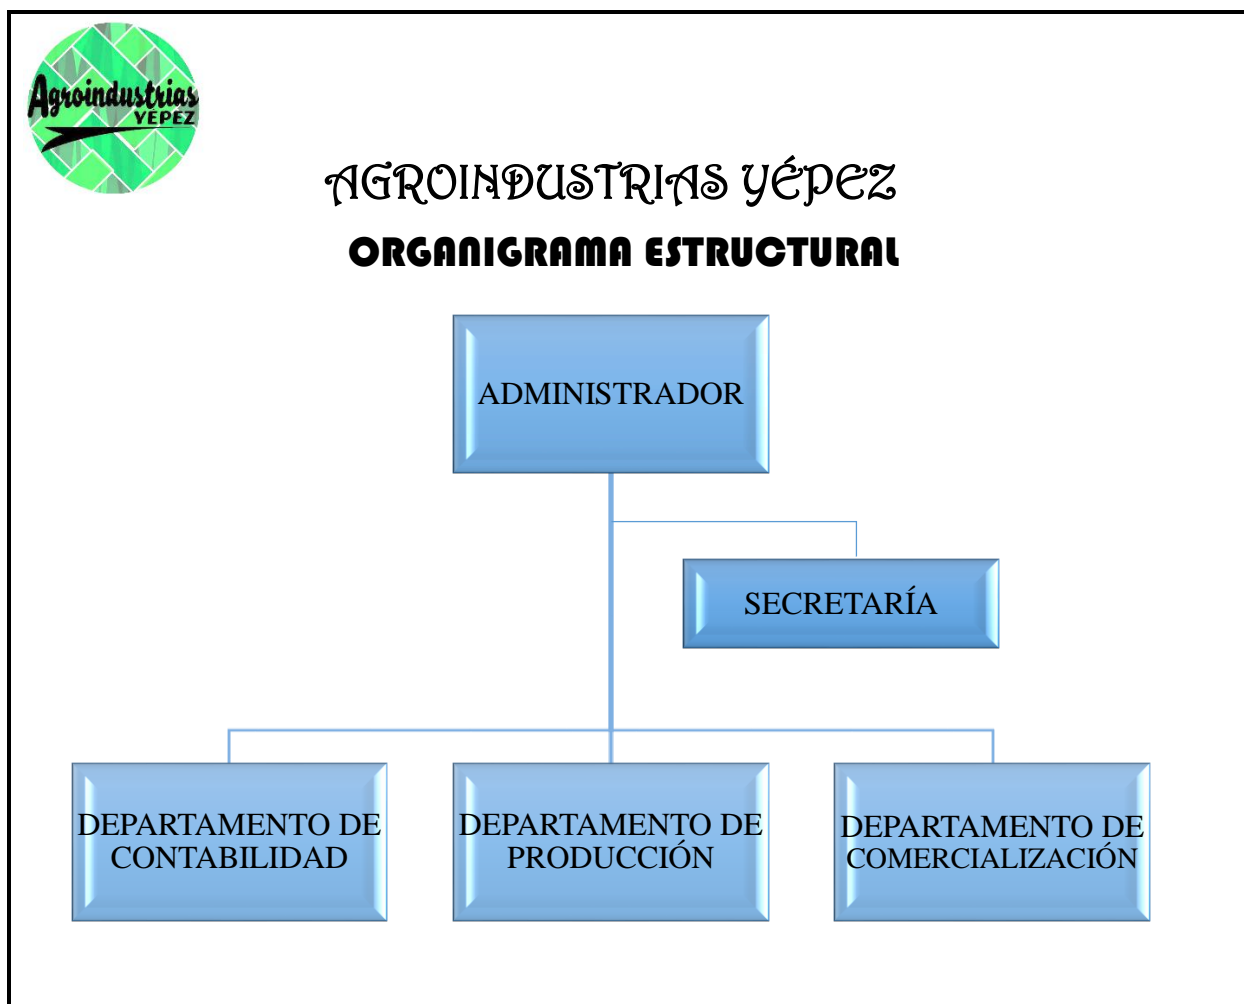 Agroindustrias
YÉPEZ
AGROINDUSTRIAS YÉPEZ
ORGANIGRAMA ESTRUCTURAL
ADMINISTRADOR
SECRETARÍA
DEPARTAMENTO DE
CONTABILIDAD
DEPARTAMENTO DE
PRODUCCIÓN
DEPARTAMENTO DE
COMERCIALIZACIÓN